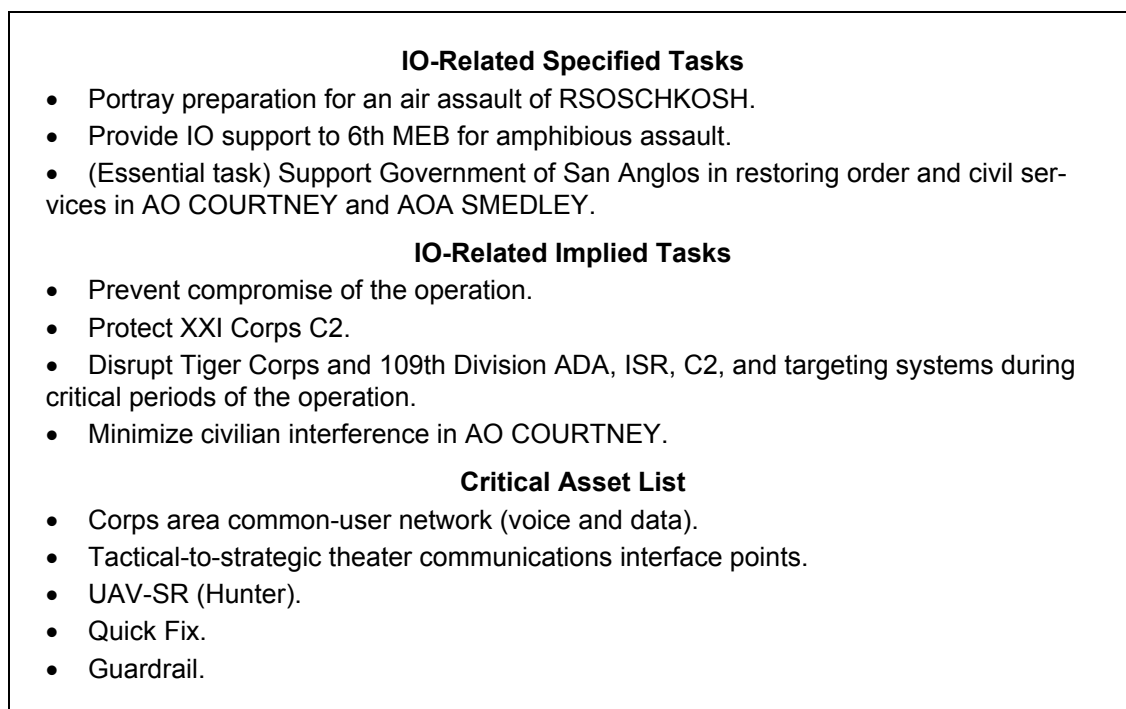 IO-Related Specified Tasks
• Portray preparation for an air assault of RSOSCHKOSH.
• Provide IO support to 6th MEB for amphibious assault.
• (Essential task) Support Government of San Anglos in restoring order and civil ser-
vices in AO COURTNEY and AOA SMEDLEY.
IO-Related Implied Tasks
• Prevent compromise of the operation.
• Protect XXI Corps C2.
• Disrupt Tiger Corps and 109th Division ADA, ISR, C2, and targeting systems during
critical periods of the operation.
• Minimize civilian interference in AO COURTNEY.
Critical Asset List
• Corps area common-user network (voice and data).
• Tactical-to-strategic theater communications interface points.
• UAV-SR (Hunter).
• Quick Fix.
• Guardrail.